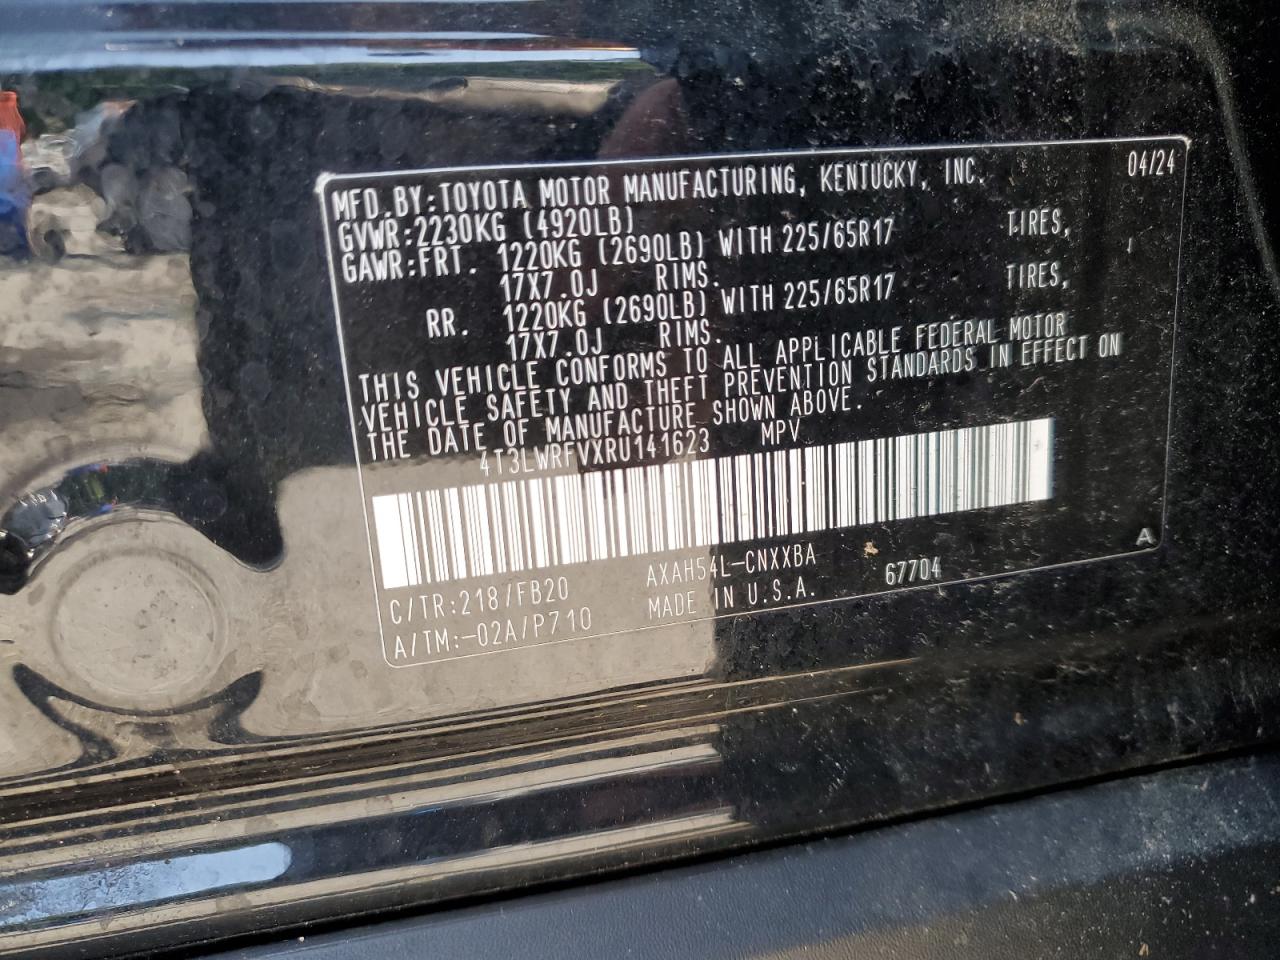 MFD.BY:TOYOTA MOTOR MANUFACTURING, KENTUCKY, INC. 04/24
GVWR:2230KG (4920LB)
GAWR:FRT. 1220KG (2690LB) WITH 225/65R17 TIRES,
17X7.0J RIMS.
RR. 1220KG (2690LB) WITH 225/65R17 TIRES,
17X7.0J RIMS.
THIS VEHICLE CONFORMS TO ALL APPLICABLE FEDERAL MOTOR
VEHICLE SAFETY AND THEFT PREVENTION STANDARDS IN EFFECT ON
THE DATE OF MANUFACTURE SHOWN ABOVE.
4T3LWRFVXRU141623 MPV
C/TR:218/FB20 AXAH54L-CNXXBA 67704 A
A/TM:-02A/P710 MADE IN U.S.A.